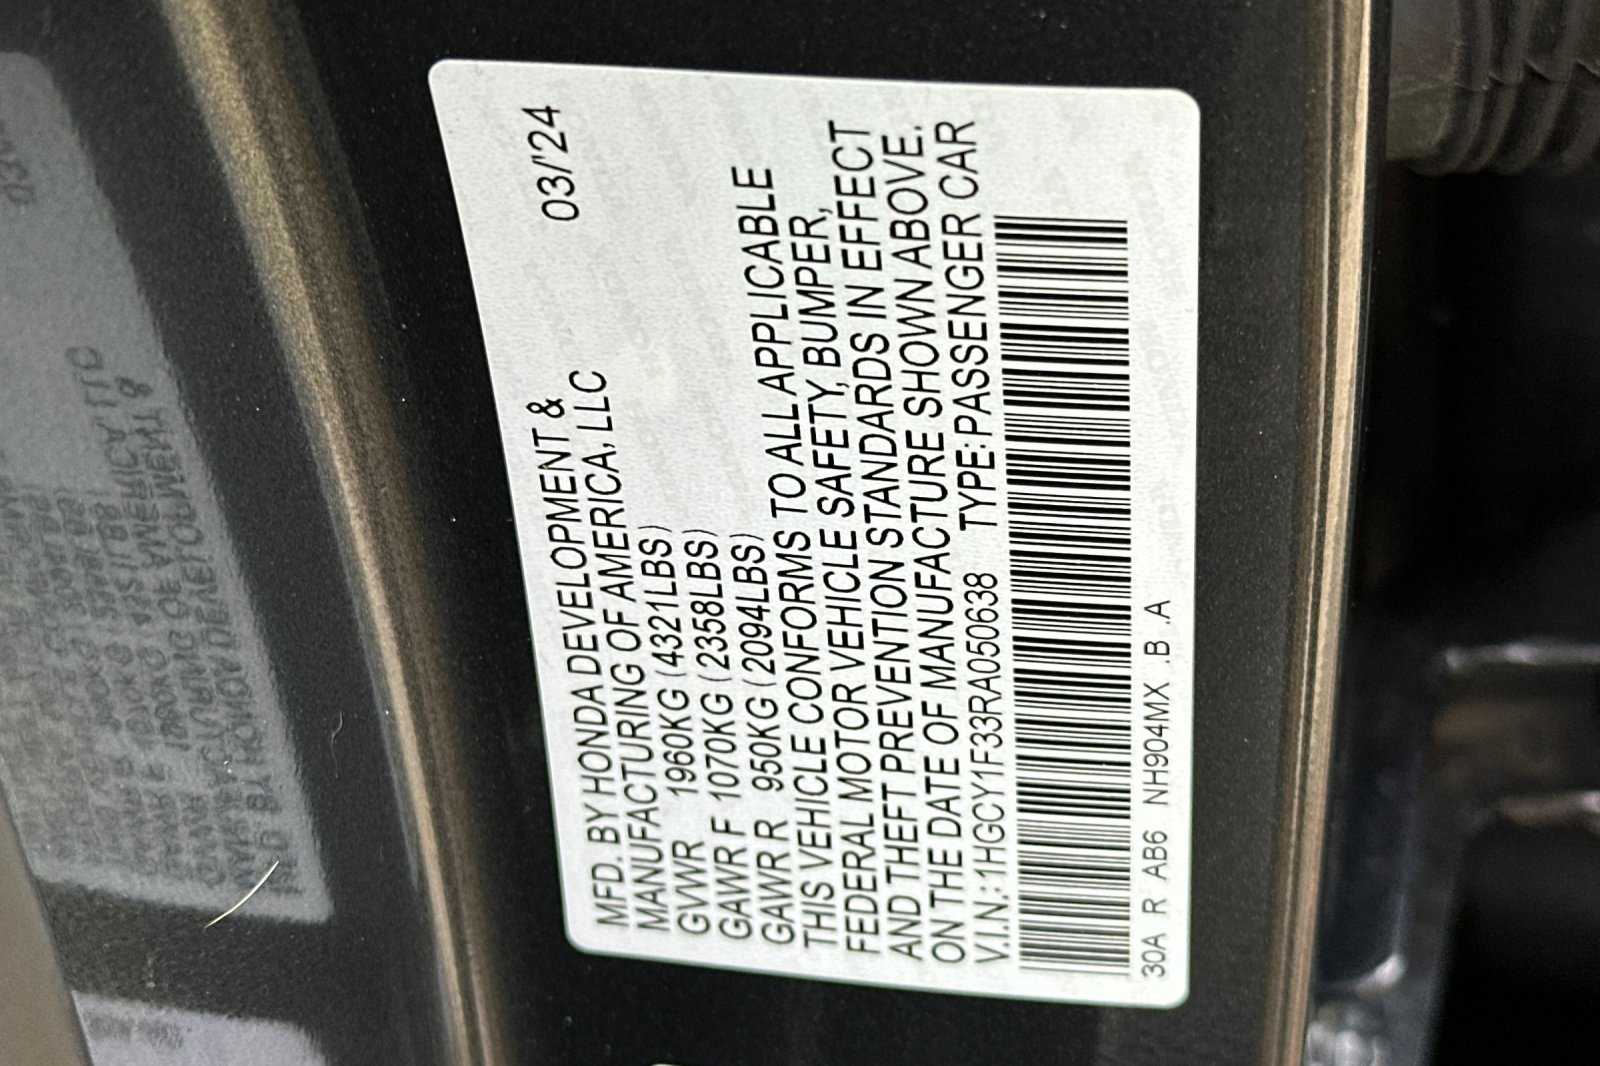 MFD. BY HONDA DEVELOPMENT & 03/'24
MANUFACTURING OF AMERICA, LLC
GVWR 1960KG (4321LBS)
GAWR F 1070KG (2358LBS)
GAWR R 950KG (2094LBS)
THIS VEHICLE CONFORMS TO ALL APPLICABLE
FEDERAL MOTOR VEHICLE SAFETY, BUMPER,
AND THEFT PREVENTION STANDARDS IN EFFECT
ON THE DATE OF MANUFACTURE SHOWN ABOVE.
V.I.N.:1HGCY1F33RA050638 TYPE:PASSENGER CAR
30A R AB6 NH904MX .B .A